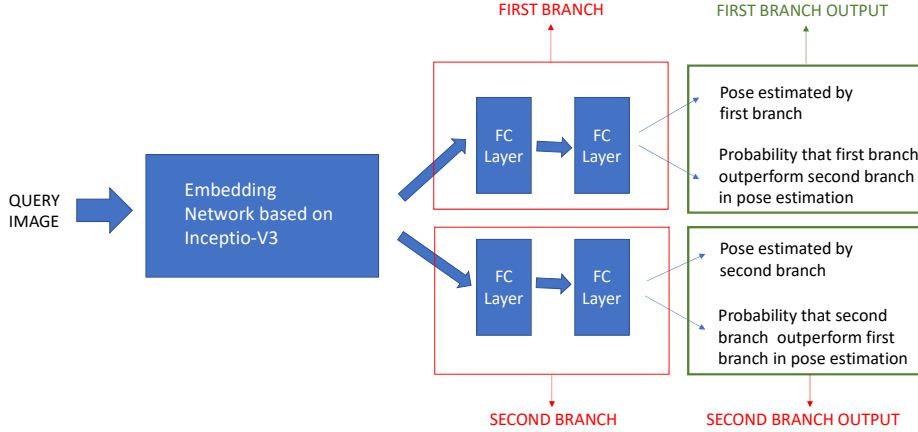 FIRST BRANCH
FIRST BRANCH OUTPUT
QUERY
IMAGE
Embedding
Network based on
Inceptio-V3
FC
Layer
FC
Layer
Pose estimated by
first branch
Probability that first branch
outperform second branch
in pose estimation
FC
Layer
FC
Layer
Pose estimated by
second branch
Probability that second
branch outperform first
branch in pose estimation
SECOND BRANCH
SECOND BRANCH OUTPUT